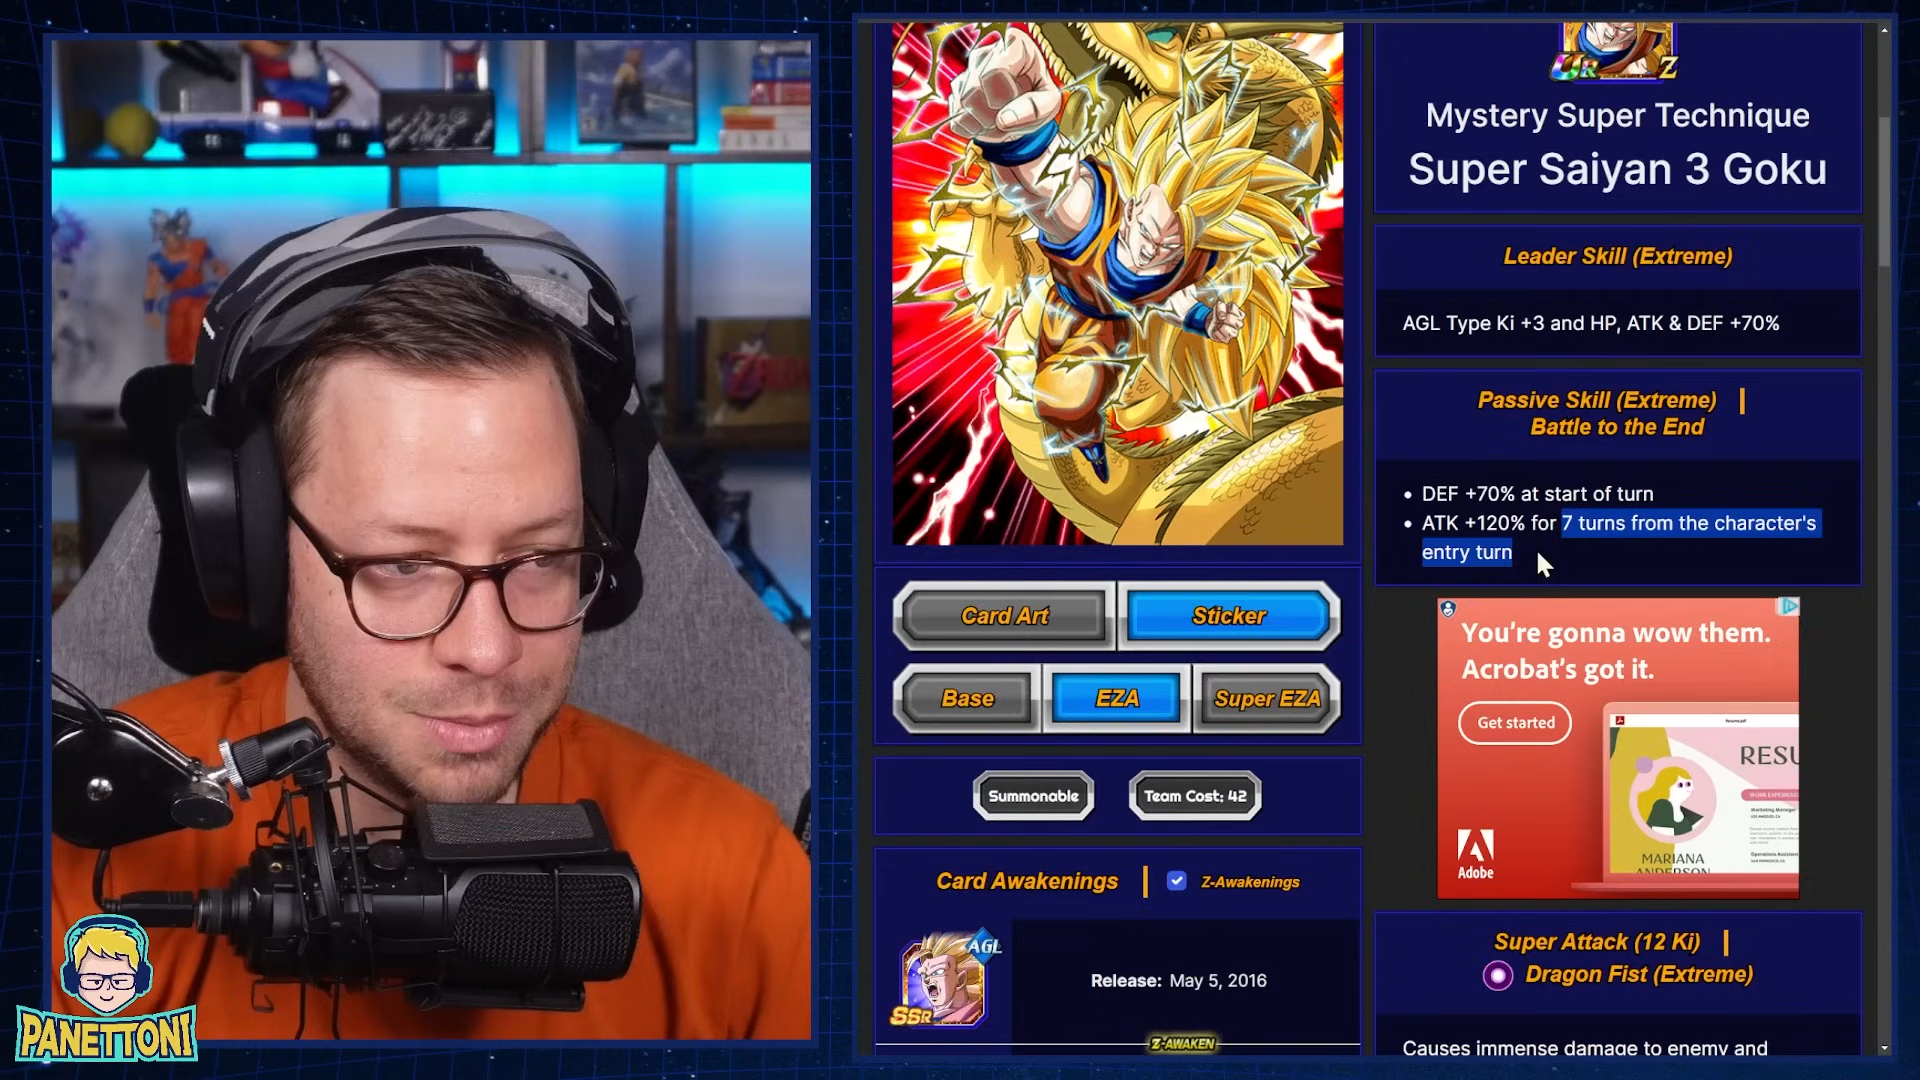 PANETTONI
Card Art
Sticker
Base
EZA
Super EZA
Summonable
Team Cost: 42
Card Awakenings
Z-Awakenings
AGL
SSR
Release: May 5, 2016
Z-AWAKEN
UR
Z
Mystery Super Technique
Super Saiyan 3 Goku
Leader Skill (Extreme)
AGL Type Ki +3 and HP, ATK & DEF +70%
Passive Skill (Extreme)
Battle to the End
• DEF +70% at start of turn
• ATK +120% for 7 turns from the character's
entry turn
You're gonna wow them.
Acrobat's got it.
Get started
RESU
MARIANA
ANDERSON
Adobe
Super Attack (12 Ki)
Dragon Fist (Extreme)
Causes immense damage to enemy and